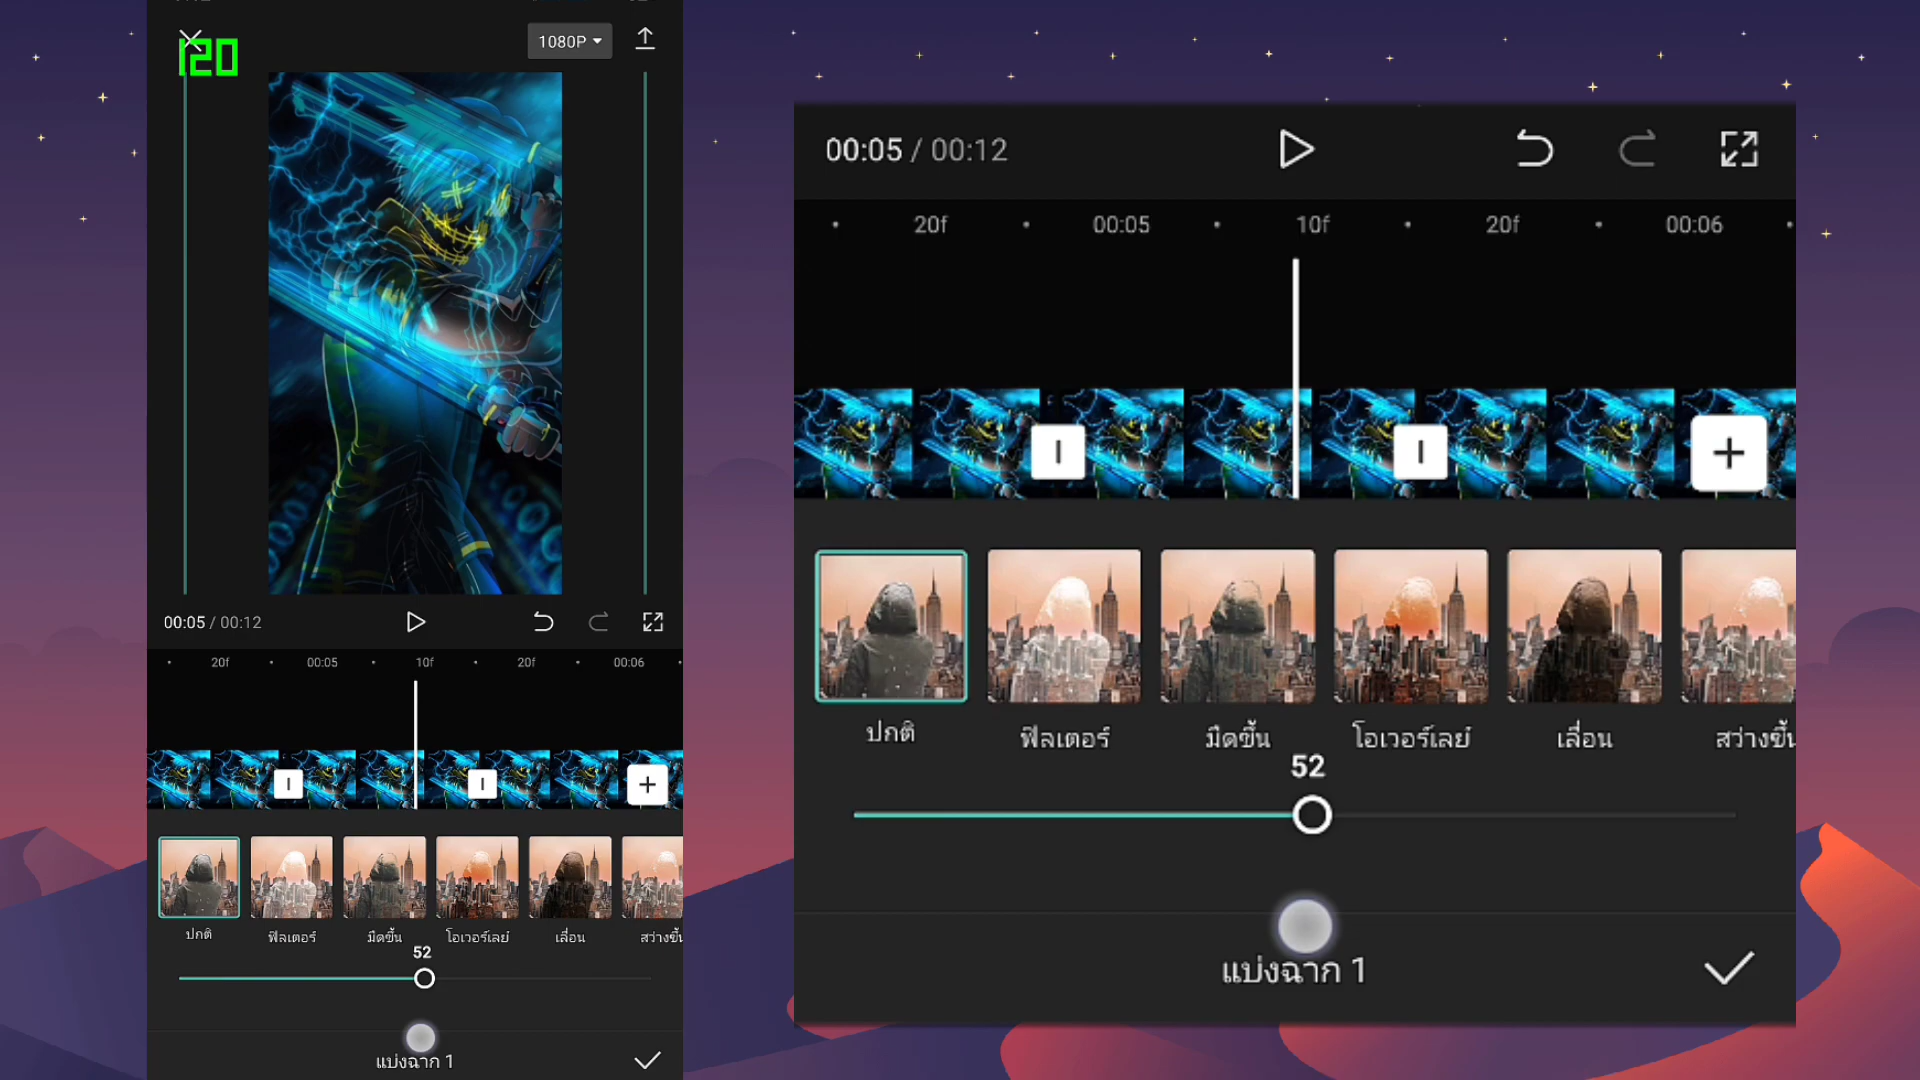 120
1080P
00:05 / 00:12
20f 00:05 10f 20f 00:06
ปกติ ฟิลเตอร์ มืดขึ้น โอเวอร์เลย์ เลื่อน สว่างขึ้น
52
แบ่งฉาก 1
00:05 / 00:12
20f 00:05 10f 20f 00:06
ปกติ ฟิลเตอร์ มืดขึ้น โอเวอร์เลย์ เลื่อน สว่างขึ้น
52
แบ่งฉาก 1